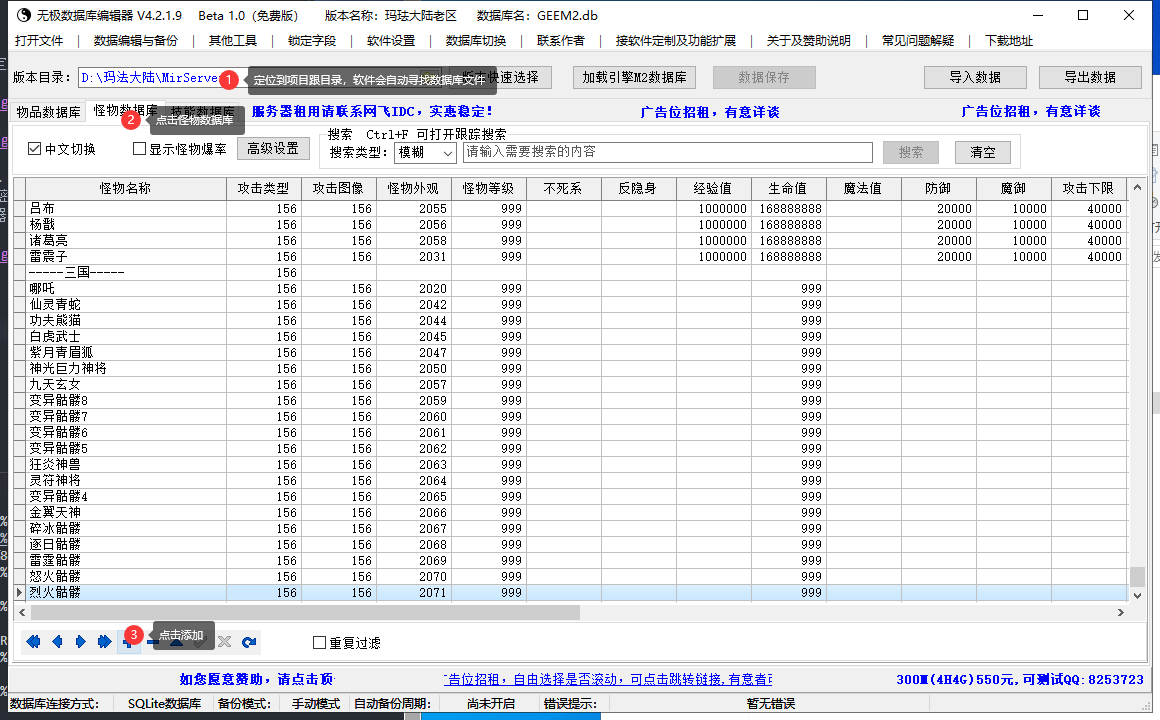 无极数据库编辑器 V4.2.1.9 Beta 1.0（免费版） 版本名称：玛法大陆老区 数据库名：GEEM2.db
打开文件 | 数据编辑与备份 | 其他工具 | 锁定字段 | 软件设置 | 数据库切换 | 联系作者 | 接软件定制及功能扩展 | 关于及赞助说明 | 常见问题解疑 | 下载地址
版本目录： D:\玛法大陆\MirServer 1 定位到项目跟目录，软件会自动寻找数据库文件 快速选择 加载引擎M2数据库 数据保存 导入数据 导出数据
物品数据库 怪物数据库 技能数据库 2 点击怪物数据库 服务器租用请联系网飞IDC，实惠稳定！ 广告位招租，有意详谈 广告位招租，有意详谈
中文切换 显示怪物爆率 高级设置 搜索 Ctrl+F 可打开跟踪搜索
搜索类型： 模糊 请输入需要搜索的内容 搜索 清空
怪物名称 攻击类型 攻击图像 怪物外观 怪物等级 不死系 反隐身 经验值 生命值 魔法值 防御 魔御 攻击下限
吕布 156 156 2055 999 1000000 168888888 20000 10000 40000
杨戬 156 156 2056 999 1000000 168888888 20000 10000 40000
诸葛亮 156 156 2058 999 1000000 168888888 20000 10000 40000
雷震子 156 156 2031 999 1000000 168888888 20000 10000 40000
-----三国----- 156
哪吒 156 156 2020 999 999
仙灵青蛇 156 156 2042 999 999
功夫熊猫 156 156 2044 999 999
白虎武士 156 156 2045 999 999
紫月青眉狐 156 156 2047 999 999
神光巨力神将 156 156 2050 999 999
九天玄女 156 156 2057 999 999
变异骷髅8 156 156 2059 999 999
变异骷髅7 156 156 2060 999 999
变异骷髅6 156 156 2061 999 999
变异骷髅5 156 156 2062 999 999
狂炎神兽 156 156 2063 999 999
灵符神将 156 156 2064 999 999
变异骷髅4 156 156 2065 999 999
金翼天神 156 156 2066 999 999
碎冰骷髅 156 156 2067 999 999
逐日骷髅 156 156 2068 999 999
雷霆骷髅 156 156 2069 999 999
怒火骷髅 156 156 2070 999 999
烈火骷髅 156 156 2071 999 999
3 点击添加 重复过滤
如您愿意赞助，请点击顶 告位招租，自由选择是否滚动，可点击跳转链接,有意者 300M(4H4G)550元,可测试QQ:8253723
数据库连接方式： SQLite数据库 备份模式： 手动模式 自动备份周期： 尚未开启 错误提示： 暂无错误